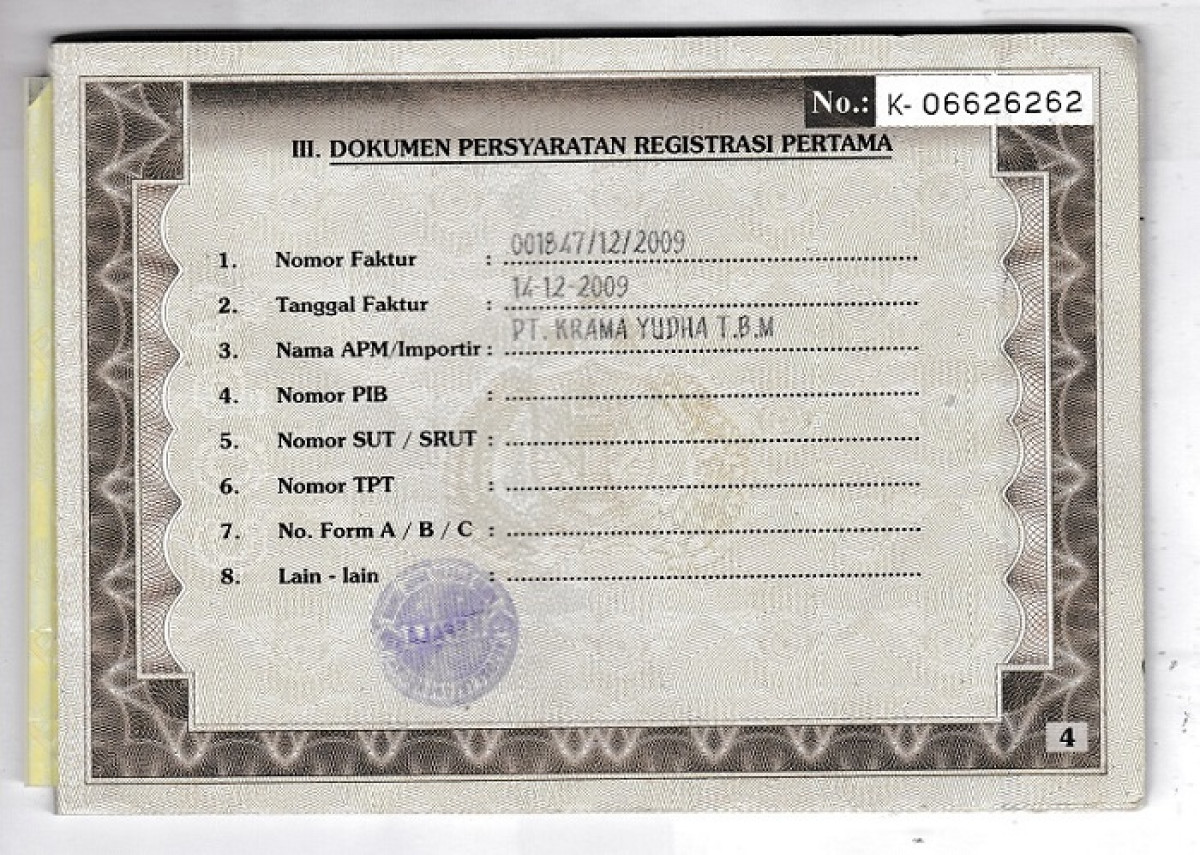 No.: K- 06626262
III. DOKUMEN PERSYARATAN REGISTRASI PERTAMA
1. Nomor Faktur : 001847/12/2009
2. Tanggal Faktur : 14-12-2009
3. Nama APM/Importir : PT. KRAMA YUDHA T.B.M
4. Nomor PIB :
5. Nomor SUT / SRUT :
6. Nomor TPT :
7. No. Form A / B / C :
8. Lain - lain :
4